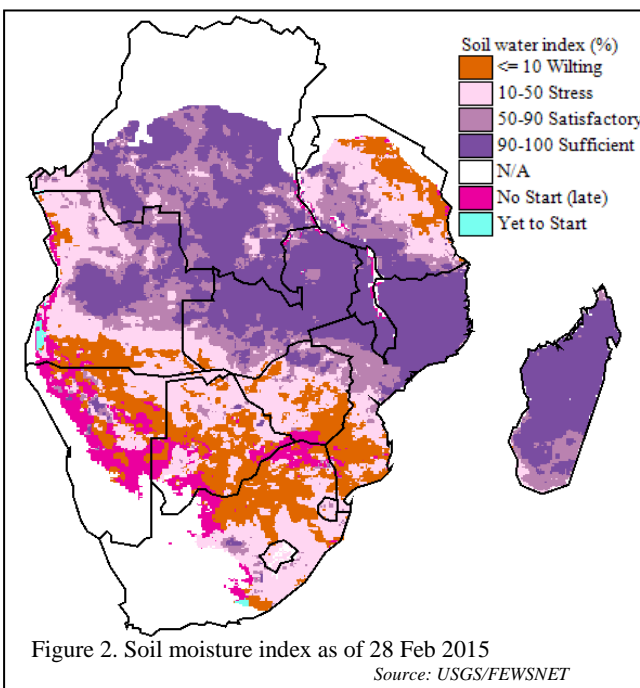 Soil water index (%)
<= 10 Wilting
10-50 Stress
50-90 Satisfactory
90-100 Sufficient
N/A
No Start (late)
Yet to Start
Figure 2. Soil moisture index as of 28 Feb 2015
Source: USGS/FEWSNET